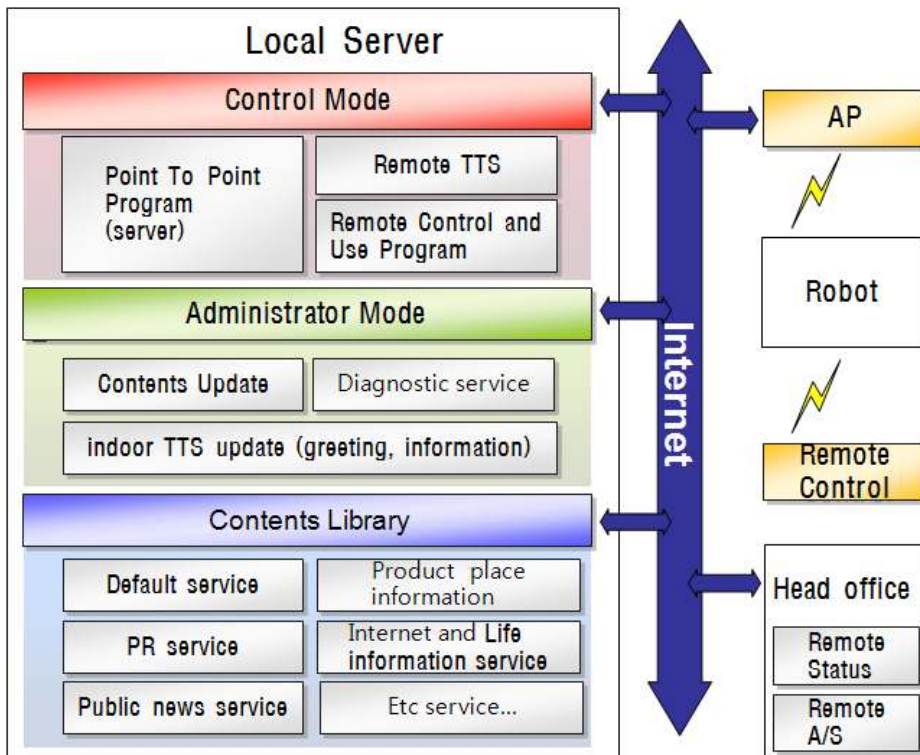 Local Server
Control Mode
Point To Point
Program
(server)
Remote TTS
Remote Control and
Use Program
Administrator Mode
Contents Update
Diagnostic service
indoor TTS update (greeting, information)
Contents Library
Default service
Product place
information
PR service
Internet and Life
information service
Public news service
Etc service...
Internet
AP
Robot
Remote
Control
Head office
Remote
Status
Remote
A/S